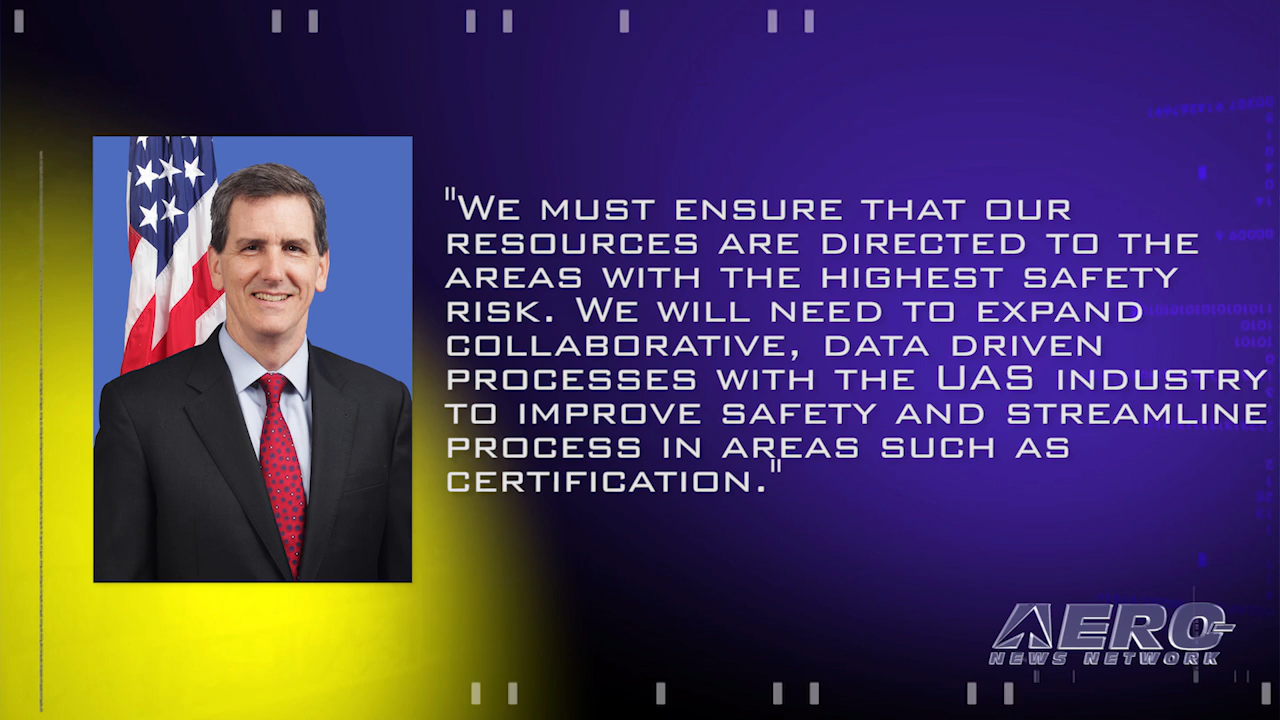 "We must ensure that our
resources are directed to the
areas with the highest safety
risk. We will need to expand
collaborative, data driven
processes with the UAS industry
to improve safety and streamline
process in areas such as
certification."
AERO
NEWS NETWORK